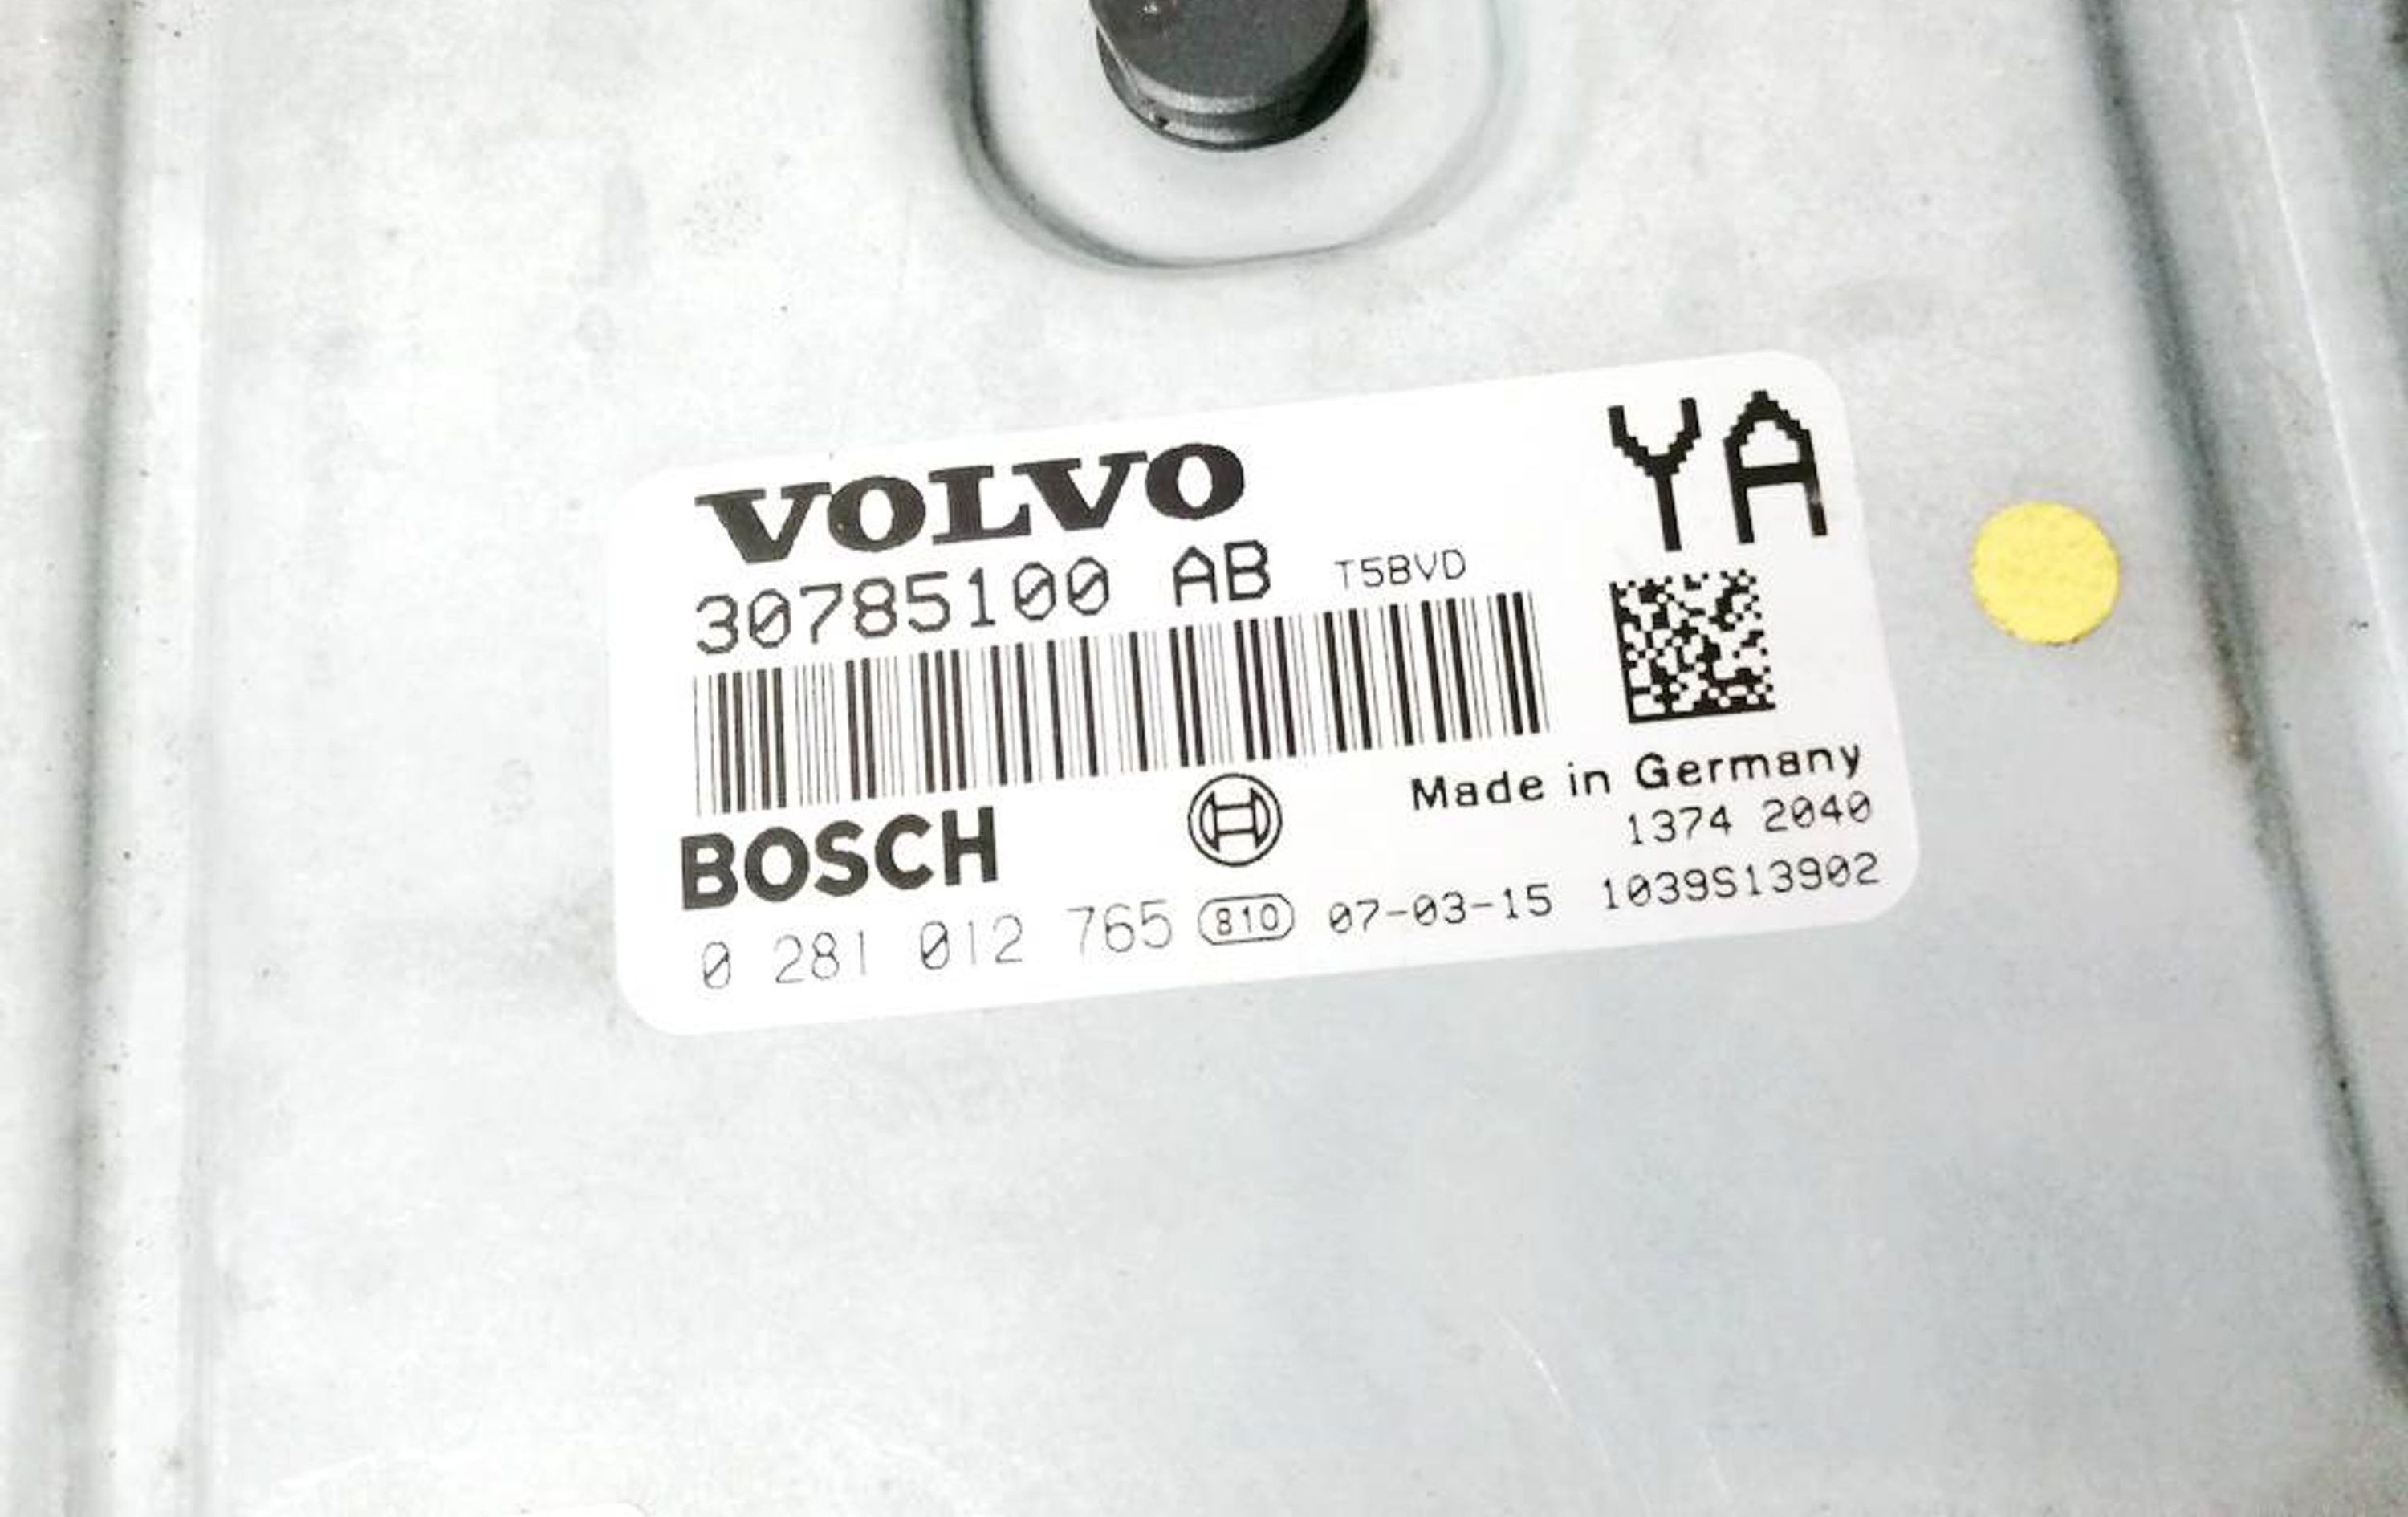 VOLVO
YA
30785100 AB T5BVD
Made in Germany
BOSCH
1374 2040
0 281 012 765 810 07-03-15 1039S13902